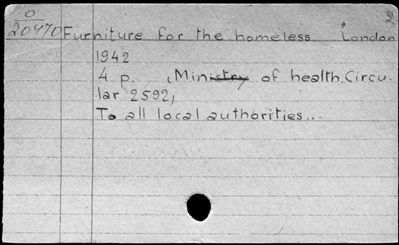 O
20470 Furniture for the homeless. London
1942
4 p. (Ministry of health. Circu.
lar 2592)
To all local authorities...